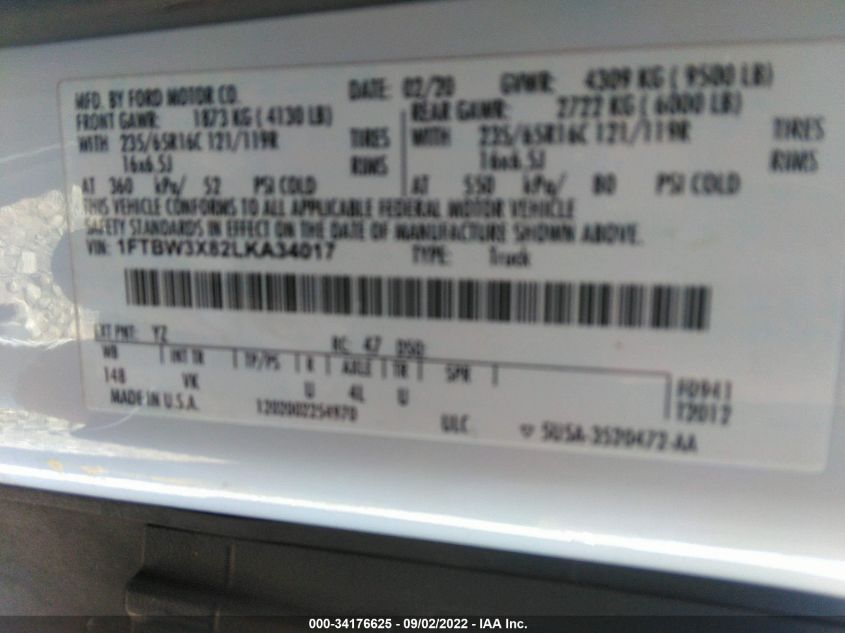 MFD. BY FORD MOTOR CO. DATE: 02/20 GVWR: 4309 KG ( 9500 LB)
FRONT GAWR: 1873 KG ( 4130 LB) REAR GAWR: 2722 KG ( 6000 LB)
WITH 235/65R16C 121/119R TIRES WITH 235/65R16C 121/119R TIRES
16x6.5J RIMS 16x6.5J RIMS
AT 360 kPa/ 52 PSI COLD AT 550 kPa/ 80 PSI COLD
THIS VEHICLE CONFORMS TO ALL APPLICABLE FEDERAL MOTOR VEHICLE
SAFETY STANDARDS IN EFFECT ON THE DATE OF MANUFACTURE SHOWN ABOVE.
VIN: 1FTBW3X82LKA34017 TYPE: Truck
EXT PNT: YZ RC: 47 DSO:
WB INT TR TP/PS R AXLE TR SPR
148 VK U 4L U F0941
MADE IN U.S.A. 1202002254970 T2012
ULC ▽ 5U5A-3520472-AA
000-34176625 - 09/02/2022 - IAA Inc.